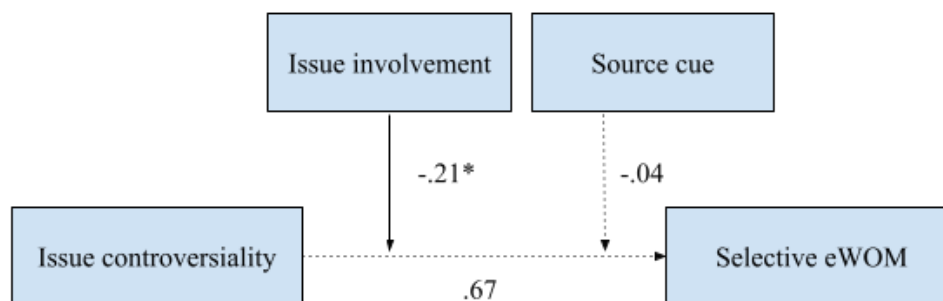 Issue involvement
Source cue
-.21*
-.04
Issue controversiality
Selective eWOM
.67